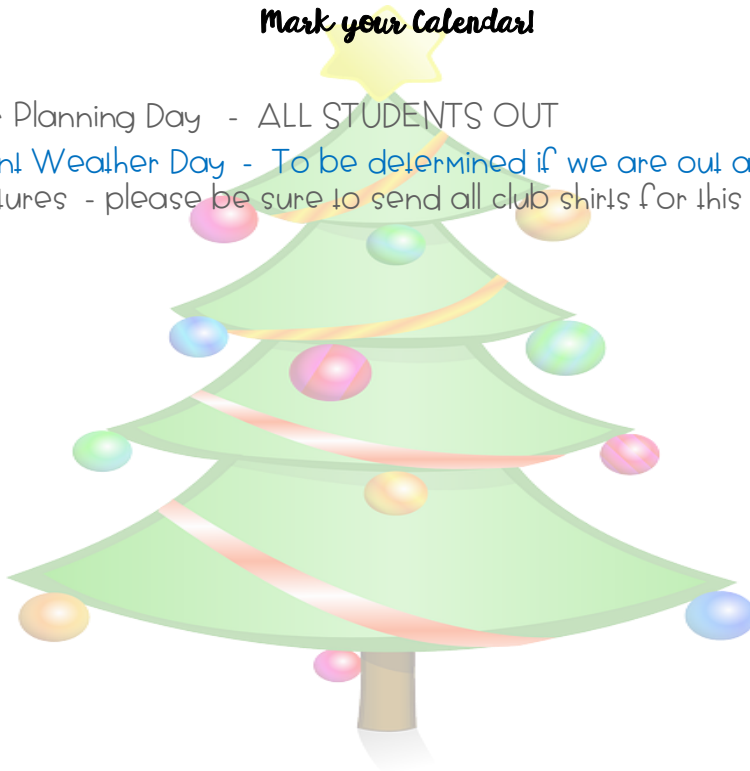 Mark your Calendar!
Planning Day - ALL STUDENTS OUT
Weather Day - To be determined if we are out a
- please be sure to send all club shirts for this